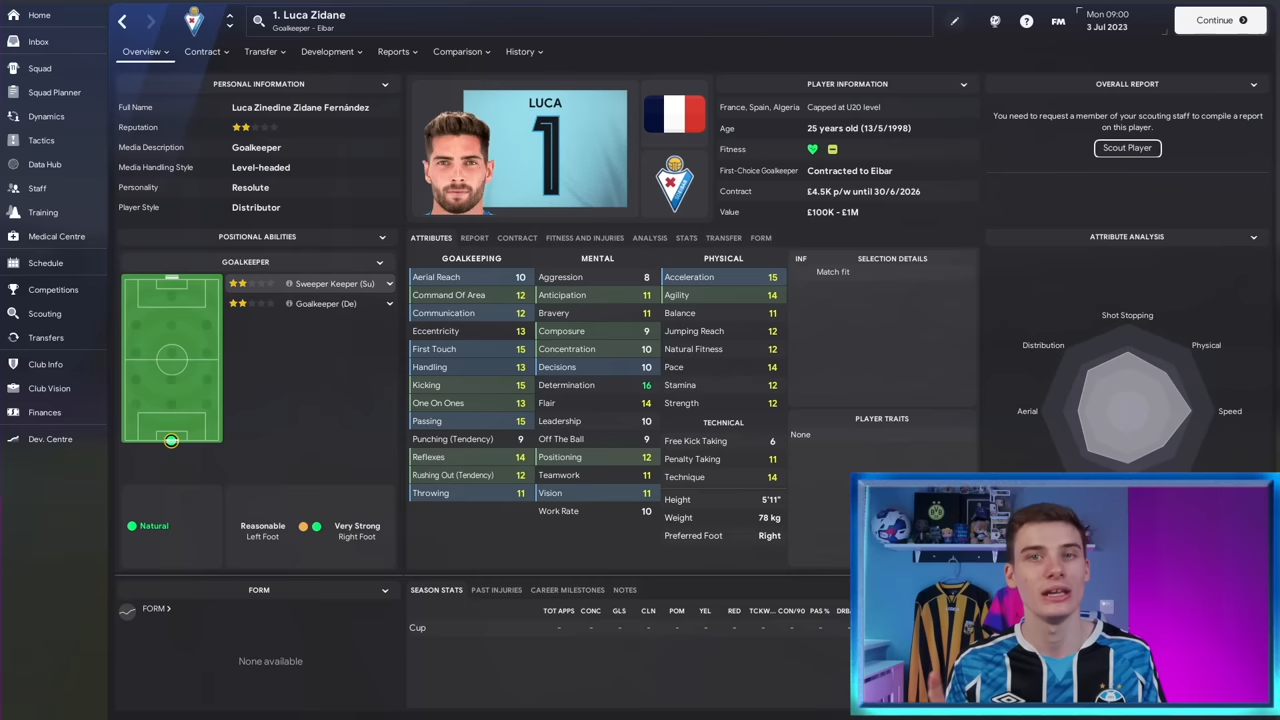 Home
Inbox
Squad
Squad Planner
Dynamics
Tactics
Data Hub
Staff
Training
Medical Centre
Schedule
Competitions
Scouting
Transfers
Club Info
Club Vision
Finances
Dev. Centre
1. Luca Zidane
Goalkeeper - Eibar
FM
Mon 09:00
3 Jul 2023
Continue
Overview Contract Transfer Development Reports Comparison History
PERSONAL INFORMATION
Full Name Luca Zinedine Zidane Fernández
Reputation
Media Description Goalkeeper
Media Handling Style Level-headed
Personality Resolute
Player Style Distributor
LUCA
1
PLAYER INFORMATION
France, Spain, Algeria Capped at U20 level
Age 25 years old (13/5/1998)
Fitness
First-Choice Goalkeeper Contracted to Eibar
Contract £4.5K p/w until 30/6/2026
Value £100K - £1M
OVERALL REPORT
You need to request a member of your scouting staff to compile a report
on this player.
Scout Player
POSITIONAL ABILITIES
GOALKEEPER
Sweeper Keeper (Su)
Goalkeeper (De)
Natural
Reasonable
Left Foot
Very Strong
Right Foot
ATTRIBUTES REPORT CONTRACT FITNESS AND INJURIES ANALYSIS STATS TRANSFER FORM
GOALKEEPING
Aerial Reach 10
Command Of Area 12
Communication 12
Eccentricity 13
First Touch 15
Handling 13
Kicking 15
One On Ones 13
Passing 15
Punching (Tendency) 9
Reflexes 14
Rushing Out (Tendency) 12
Throwing 11
MENTAL
Aggression 8
Anticipation 11
Bravery 11
Composure 9
Concentration 10
Decisions 10
Determination 16
Flair 14
Leadership 10
Off The Ball 9
Positioning 12
Teamwork 11
Vision 11
Work Rate 10
PHYSICAL
Acceleration 15
Agility 14
Balance 11
Jumping Reach 12
Natural Fitness 12
Pace 14
Stamina 12
Strength 12
TECHNICAL
Free Kick Taking 6
Penalty Taking 11
Technique 14
Height 5'11"
Weight 78 kg
Preferred Foot Right
INF SELECTION DETAILS
Match fit
PLAYER TRAITS
None
ATTRIBUTE ANALYSIS
Shot Stopping
Physical
Speed
Aerial
Distribution
FORM
FORM
None available
SEASON STATS PAST INJURIES CAREER MILESTONES NOTES
TOT APPS CONC GLS CLN POM YEL RED TCKW... CON/90 PAS % DRB
Cup - - - - - - - - - -